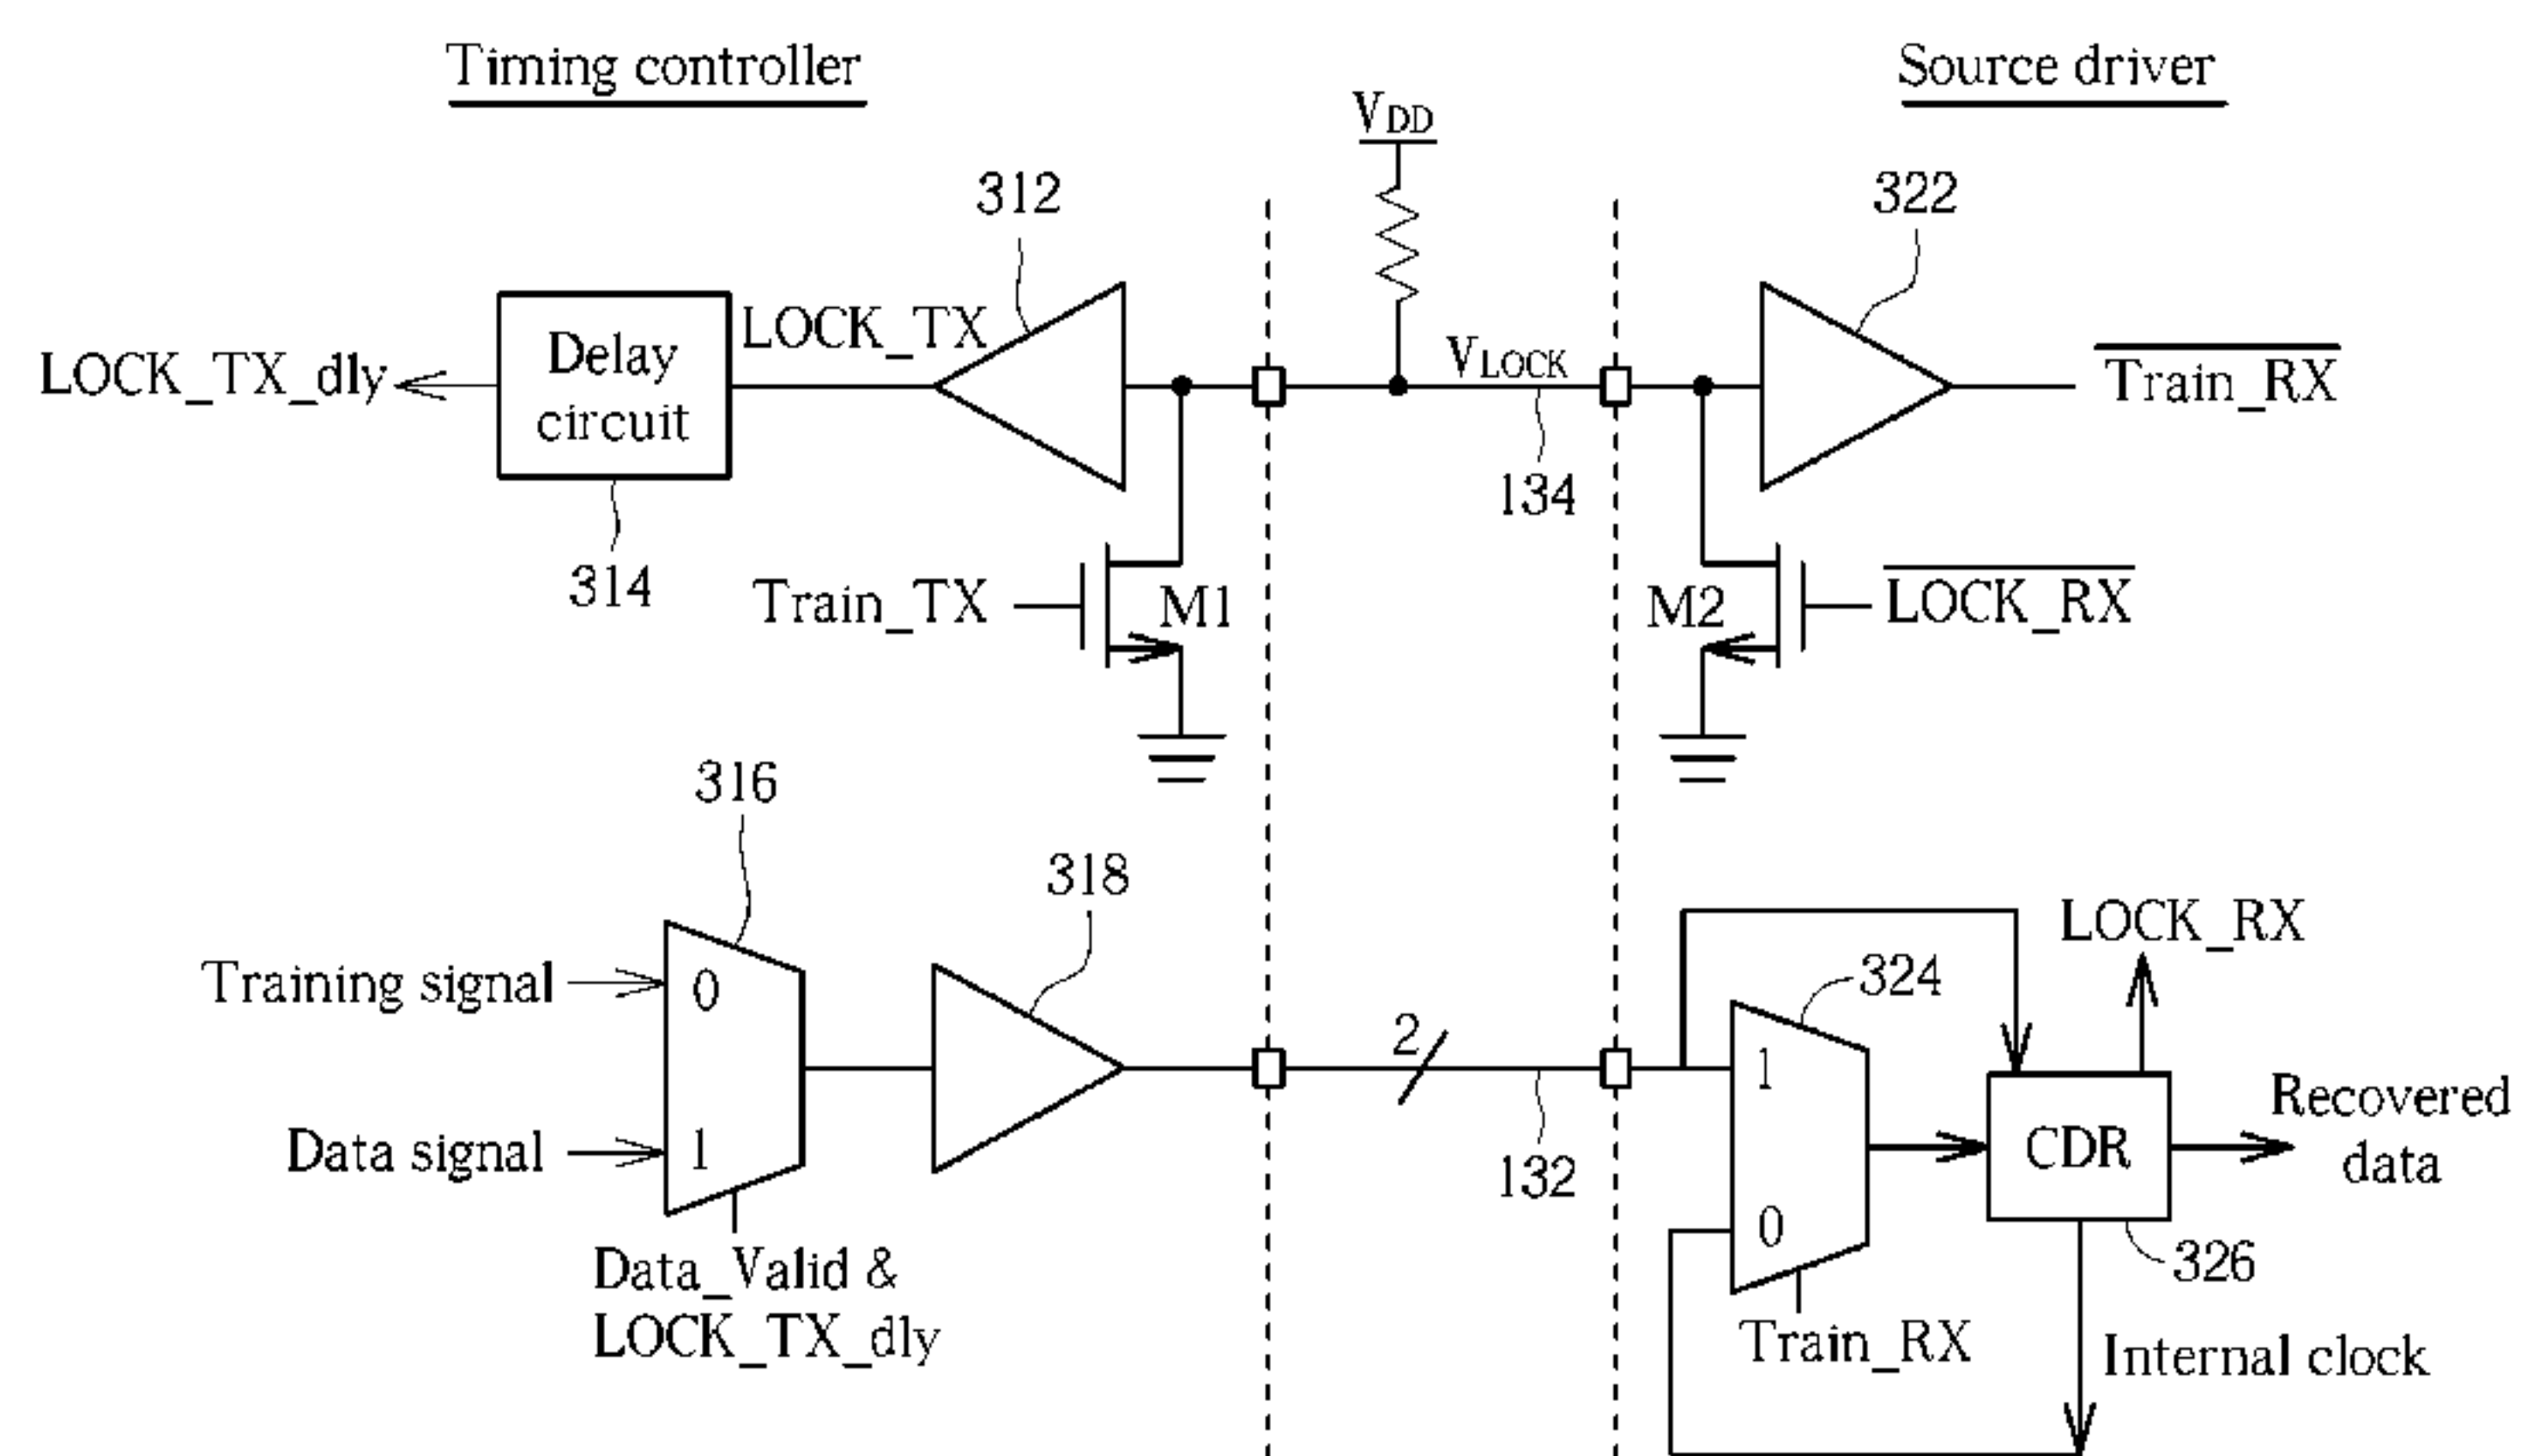 Timing controller
Source driver
VDD
312
322
LOCK_TX_dly
Delay
circuit
LOCK_TX
VLOCK
Train_RX
134
314
Train_TX
M1
M2
LOCK_RX
316
318
Training signal
0
Data signal
1
Data_Valid &
LOCK_TX_dly
2
132
324
1
0
Train_RX
LOCK_RX
CDR
Recovered
data
326
Internal clock